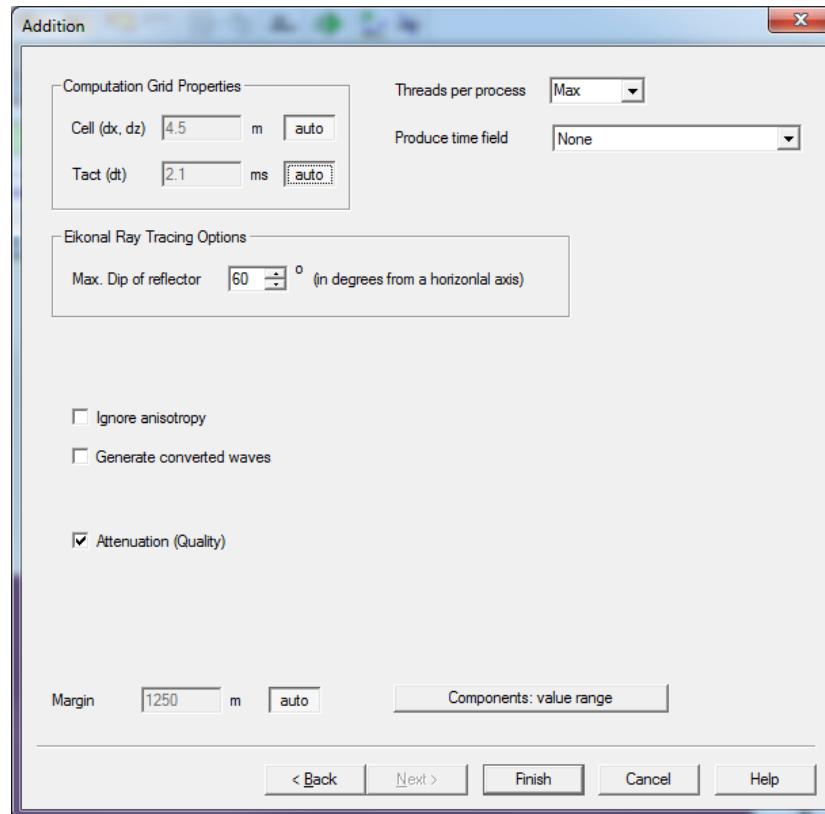 Addition
Computation Grid Properties
Cell (dx, dz) 4.5 m auto
Tact (dt) 2.1 ms auto
Threads per process Max
Produce time field None
Eikonal Ray Tracing Options
Max. Dip of reflector 60 o (in degrees from a horizonlal axis)
Ignore anisotropy
Generate converted waves
Attenuation (Quality)
Margin 1250 m auto
Components: value range
< Back Next > Finish Cancel Help